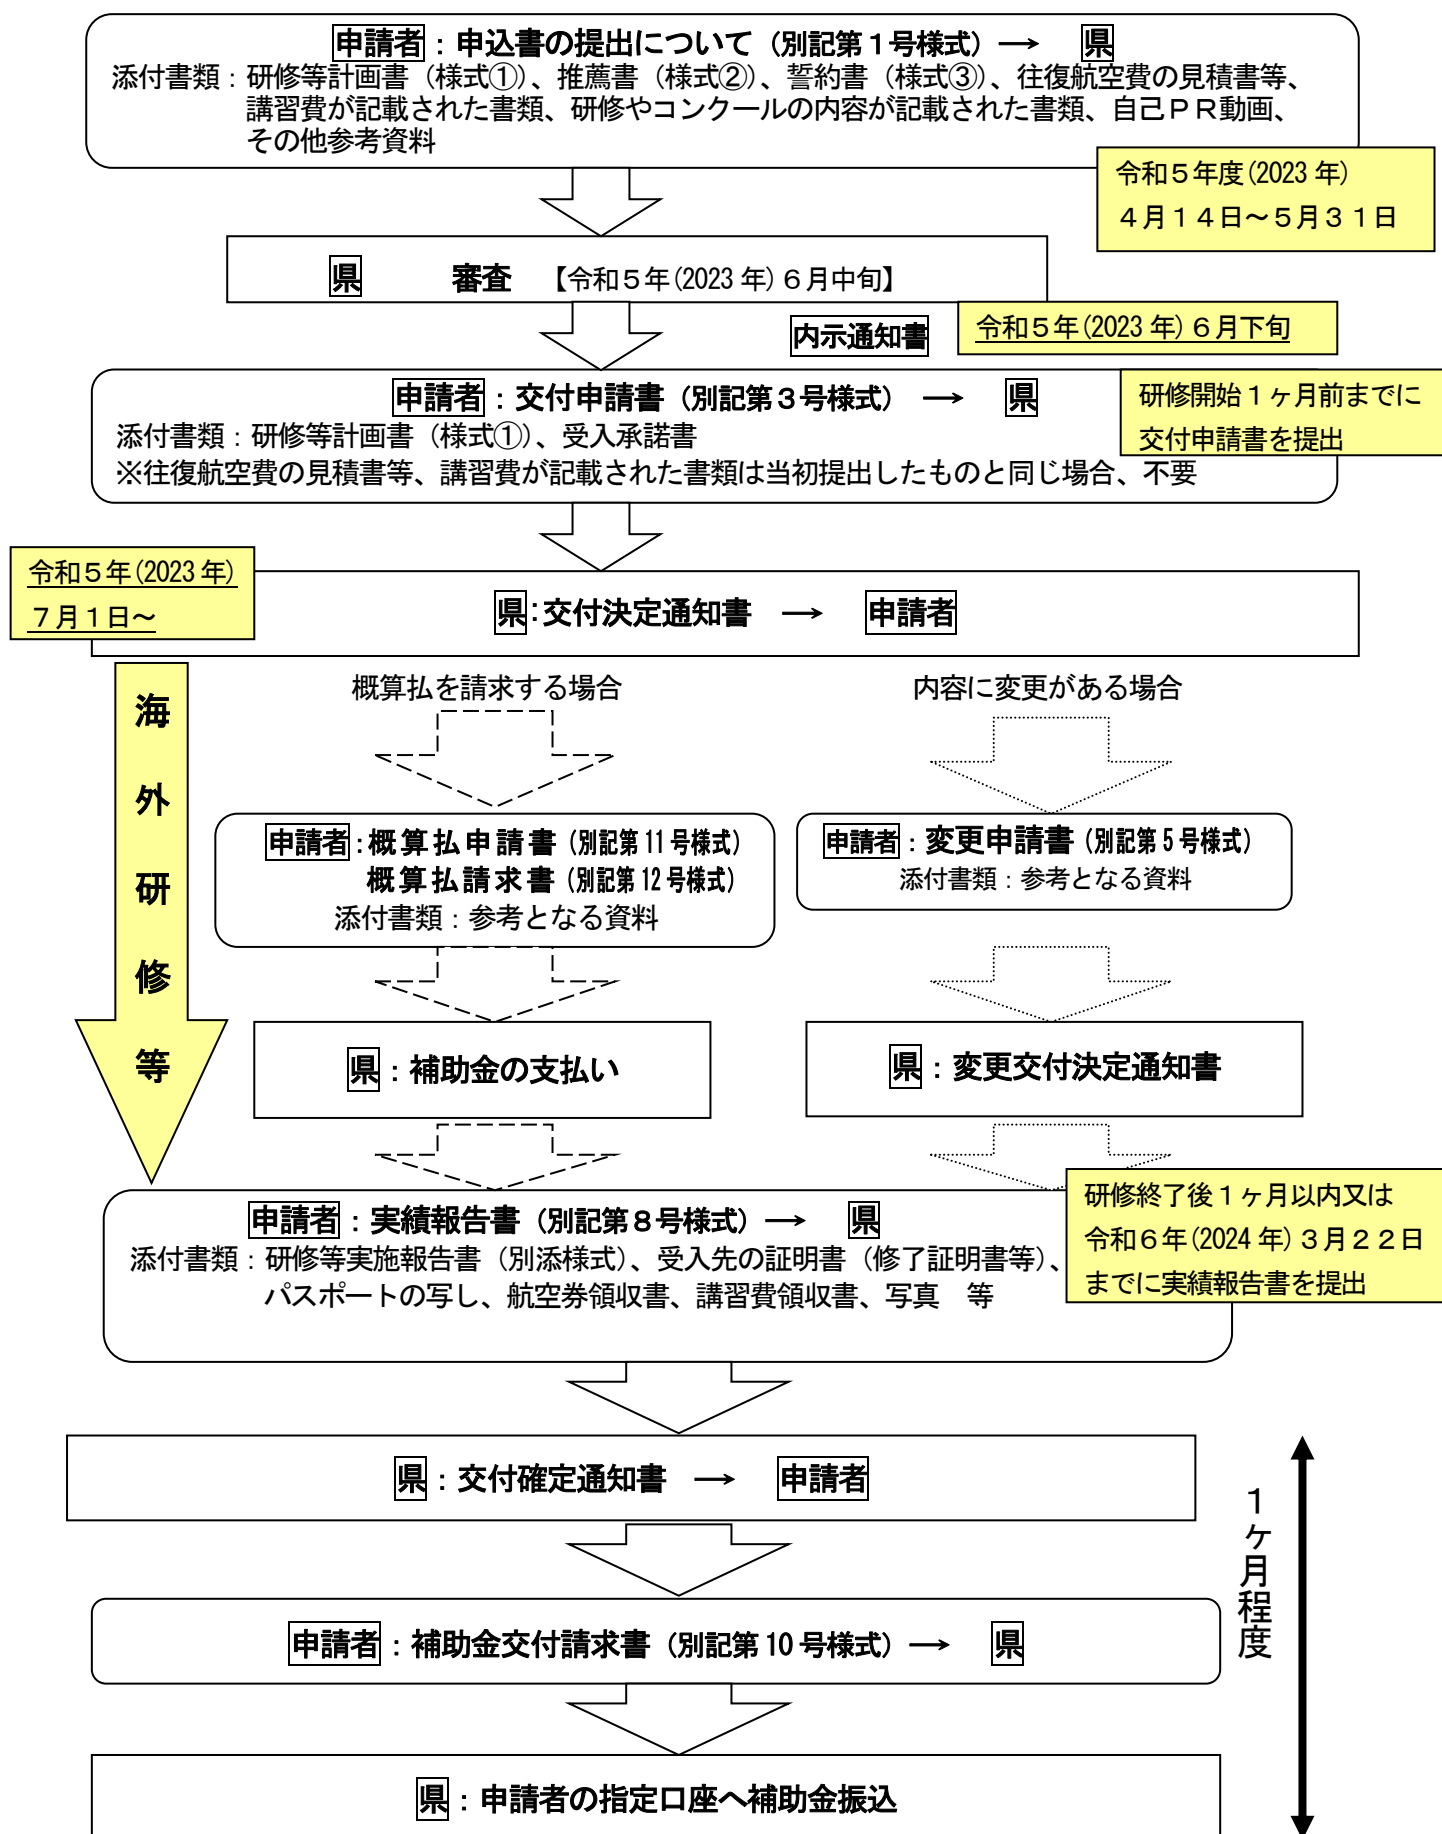 申請者：申込書の提出について（別記第１号様式）→　県
添付書類：研修等計画書（様式①）、推薦書（様式②）、誓約書（様式③）、往復航空費の見積書等、
講習費が記載された書類、研修やコンクールの内容が記載された書類、自己ＰＲ動画、
その他参考資料
令和５年度(2023 年)
４月１４日～５月３１日
県　審査　【令和５年(2023 年)６月中旬】
内示通知書
令和５年(2023 年)６月下旬
申請者：交付申請書（別記第３号様式）　→　県
添付書類：研修等計画書（様式①）、受入承諾書
※往復航空費の見積書等、講習費が記載された書類は当初提出したものと同じ場合、不要
研修開始１ヶ月前までに
交付申請書を提出
令和５年(2023 年)
７月１日～
県：交付決定通知書　→　申請者
海外研修等
概算払を請求する場合
内容に変更がある場合
申請者：概算払申請書（別記第 11 号様式）
概算払請求書（別記第 12 号様式）
添付書類：参考となる資料
申請者：変更申請書（別記第 5 号様式）
添付書類：参考となる資料
県：補助金の支払い
県：変更交付決定通知書
申請者：実績報告書（別記第８号様式）→　県
添付書類：研修等実施報告書（別添様式）、受入先の証明書（修了証明書等）、
パスポートの写し、航空券領収書、講習費領収書、写真　等
研修終了後１ヶ月以内又は
令和６年(2024 年)３月２２日
までに実績報告書を提出
県：交付確定通知書　→　申請者
１ヶ月程度
申請者：補助金交付請求書（別記第 10 号様式）→　県
県：申請者の指定口座へ補助金振込